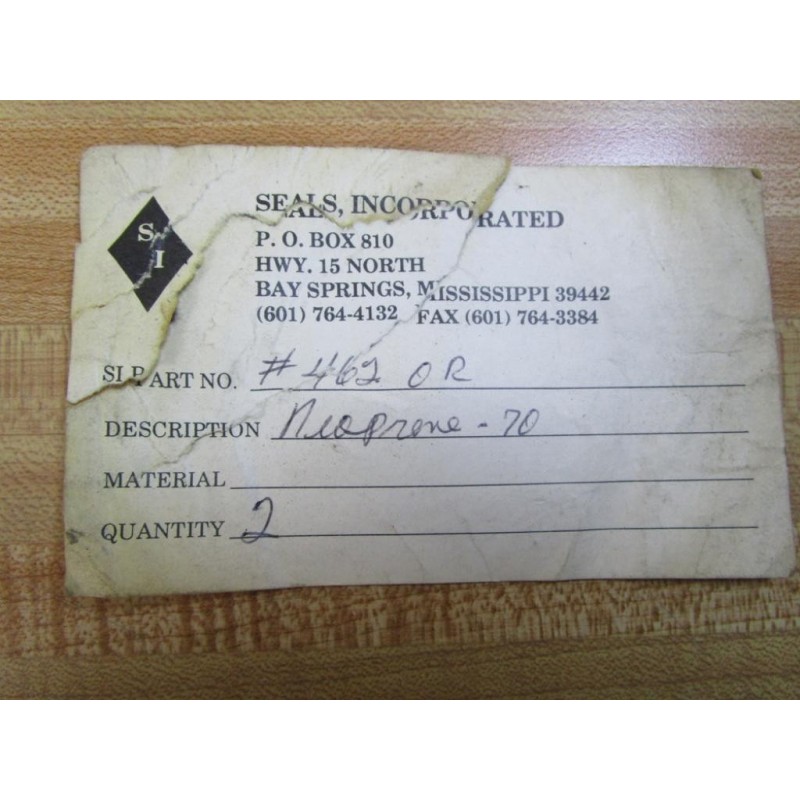 S
I
SEALS, INCORPORATED
P. O. BOX 810
HWY. 15 NORTH
BAY SPRINGS, MISSISSIPPI 39442
(601) 764-4132 FAX (601) 764-3384
SI PART NO. # 462 OR
DESCRIPTION Neoprene - 70
MATERIAL
QUANTITY 2